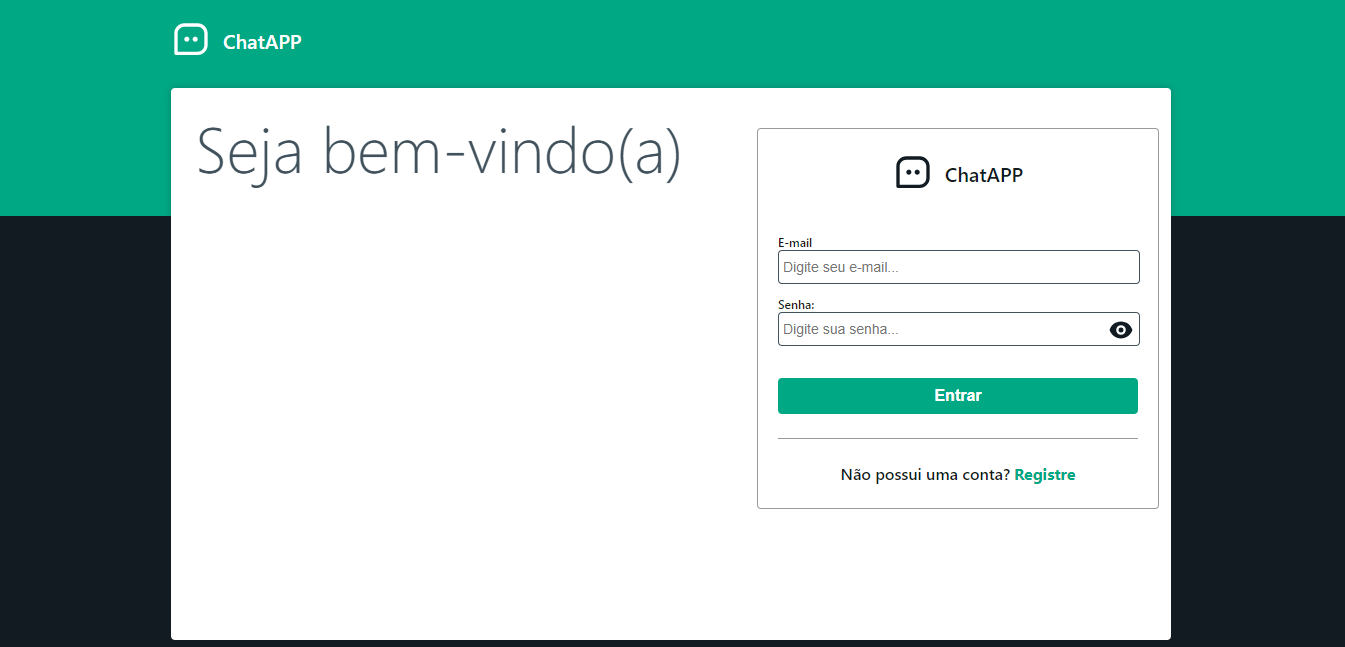 ChatAPP
Seja bem-vindo(a)
ChatAPP
E-mail
Digite seu e-mail...
Senha:
Digite sua senha...
Entrar
Não possui uma conta? Registre